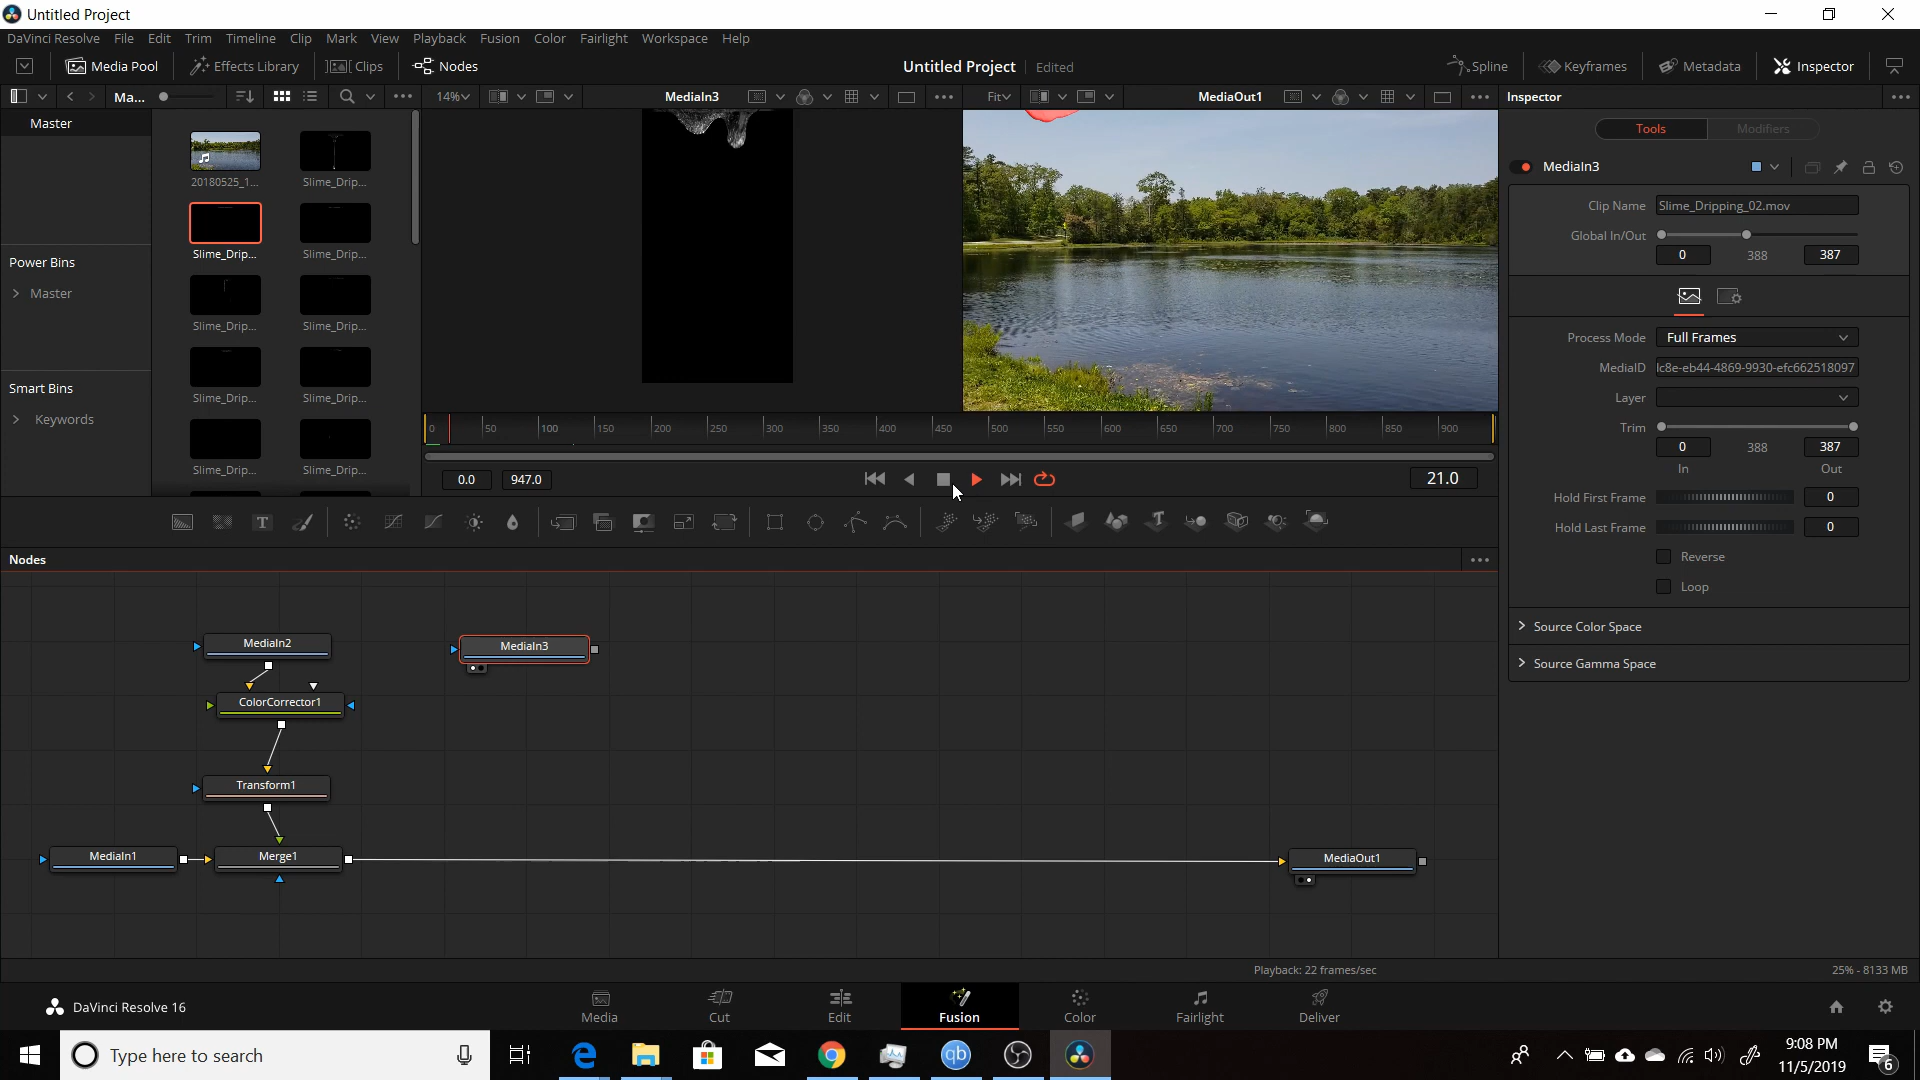 Untitled Project
DaVinci Resolve File Edit Trim Timeline Clip Mark View Playback Fusion Color Fairlight Workspace Help
Media Pool Effects Library Clips Nodes Untitled Project Edited Spline Keyframes Metadata Inspector
Ma... 14% MediaIn3 Fit MediaOut1 Inspector
Master
Tools Modifiers
MediaIn3
20180525_1... Slime_Drip...
Clip Name Slime_Dripping_02.mov
Global In/Out
0 388 387
Slime_Drip... Slime_Drip...
Power Bins
Master
Slime_Drip... Slime_Drip...
Process Mode Full Frames
MediaID lc8e-eb44-4869-9930-efc662518097
Smart Bins
Slime_Drip... Slime_Drip...
Layer
Keywords
Trim
0 50 100 150 200 250 300 350 400 450 500 550 600 650 700 750 800 850 900
0 388 387
Slime_Drip... Slime_Drip...
In Out
0.0 947.0 21.0
Hold First Frame 0
Hold Last Frame 0
Reverse
Nodes
Loop
Source Color Space
MediaIn2 MediaIn3
Source Gamma Space
ColorCorrector1
Transform1
MediaIn1 Merge1 MediaOut1
Playback: 22 frames/sec 25% - 8133 MB
DaVinci Resolve 16
Media Cut Edit Fusion Color Fairlight Deliver
Type here to search
qb
9:08 PM
11/5/2019
6